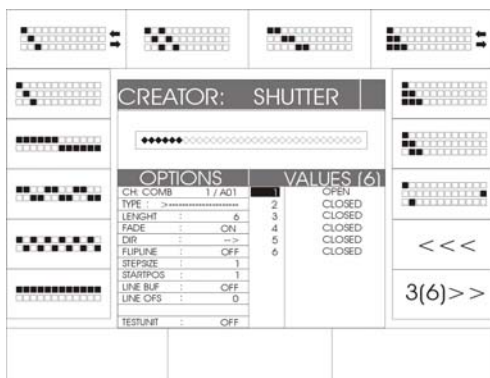 CREATOR: SHUTTER
OPTIONS VALUES (6)
CH: COMB 1 / A01 1 OPEN
TYPE : >--------------------- 2 CLOSED
LENGHT : 6 3 CLOSED
FADE : ON 4 CLOSED
DIR : --> 5 CLOSED
FLIPLINE : OFF 6 CLOSED
STEPSIZE : 1
STARTPOS : 1
LINE BUF : OFF
LINE OFS : 0
TESTUNIT : OFF
<<<
3(6)>>